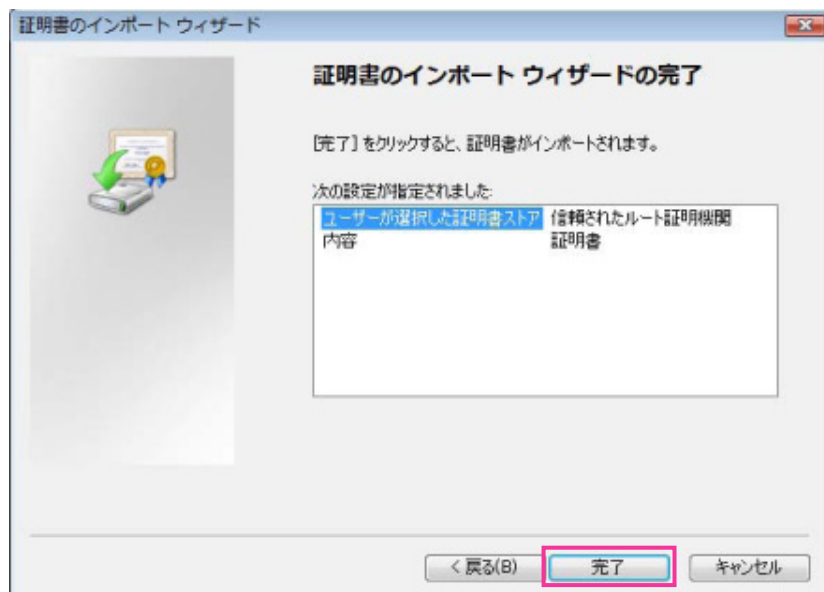 証明書のインポート ウィザード
証明書のインポート ウィザードの完了
[完了] をクリックすると、証明書がインポートされます。
次の設定が指定されました:
ユーザーが選択した証明書ストア 信頼されたルート証明機関
内容 証明書
< 戻る(B) 完了 キャンセル